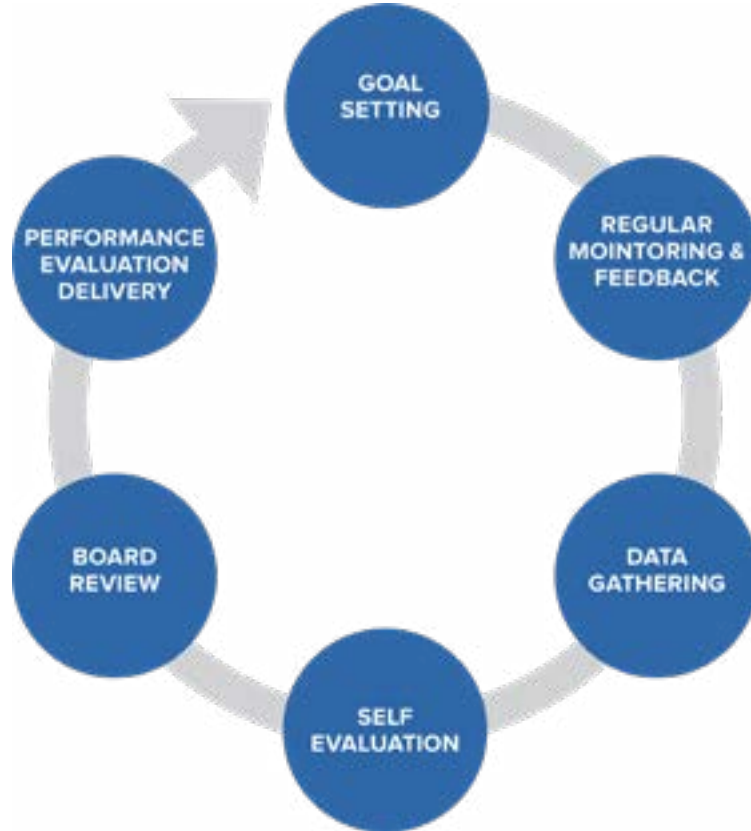 GOAL
SETTING
REGULAR
MOINTORING &
FEEDBACK
DATA
GATHERING
SELF
EVALUATION
BOARD
REVIEW
PERFORMANCE
EVALUATION
DELIVERY